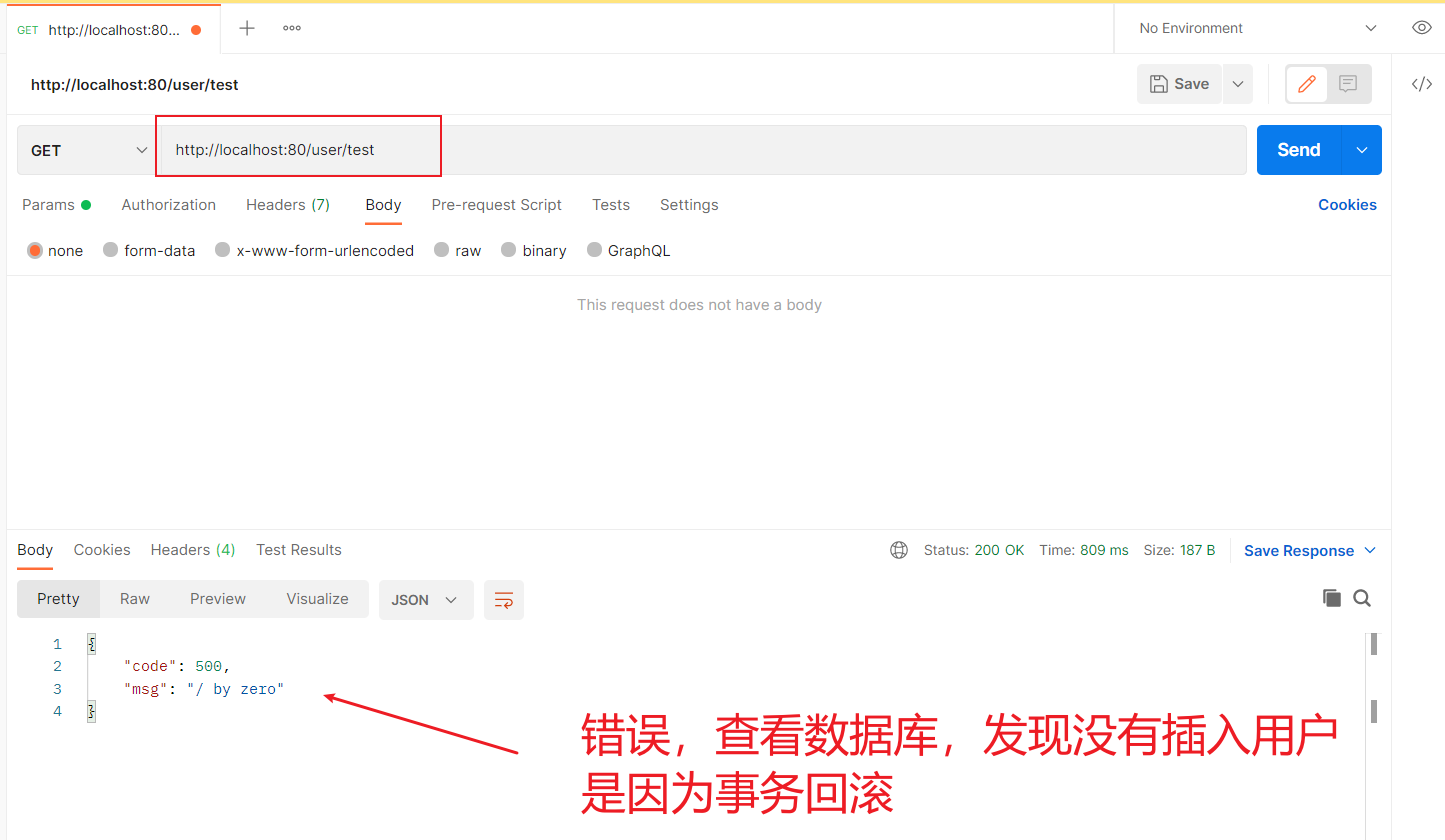 GET http://localhost:80...
No Environment
http://localhost:80/user/test
Save
GET
http://localhost:80/user/test
Send
Params
Authorization
Headers (7)
Body
Pre-request Script
Tests
Settings
Cookies
none
form-data
x-www-form-urlencoded
raw
binary
GraphQL
This request does not have a body
Body
Cookies
Headers (4)
Test Results
Status: 200 OK
Time: 809 ms
Size: 187 B
Save Response
Pretty
Raw
Preview
Visualize
JSON
1 {
2 "code": 500,
3 "msg": "/ by zero"
4 }
错误，查看数据库，发现没有插入用户
是因为事务回滚